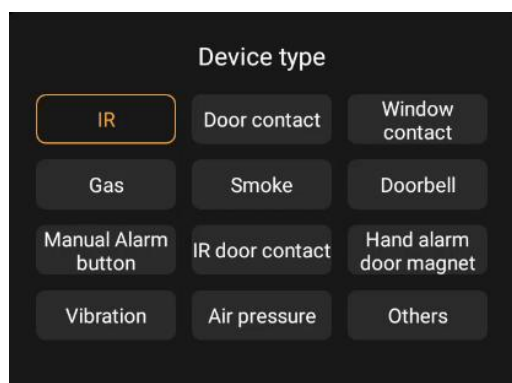 Device type
IR
Door contact
Window
contact
Gas
Smoke
Doorbell
Manual Alarm
button
IR door contact
Hand alarm
door magnet
Vibration
Air pressure
Others